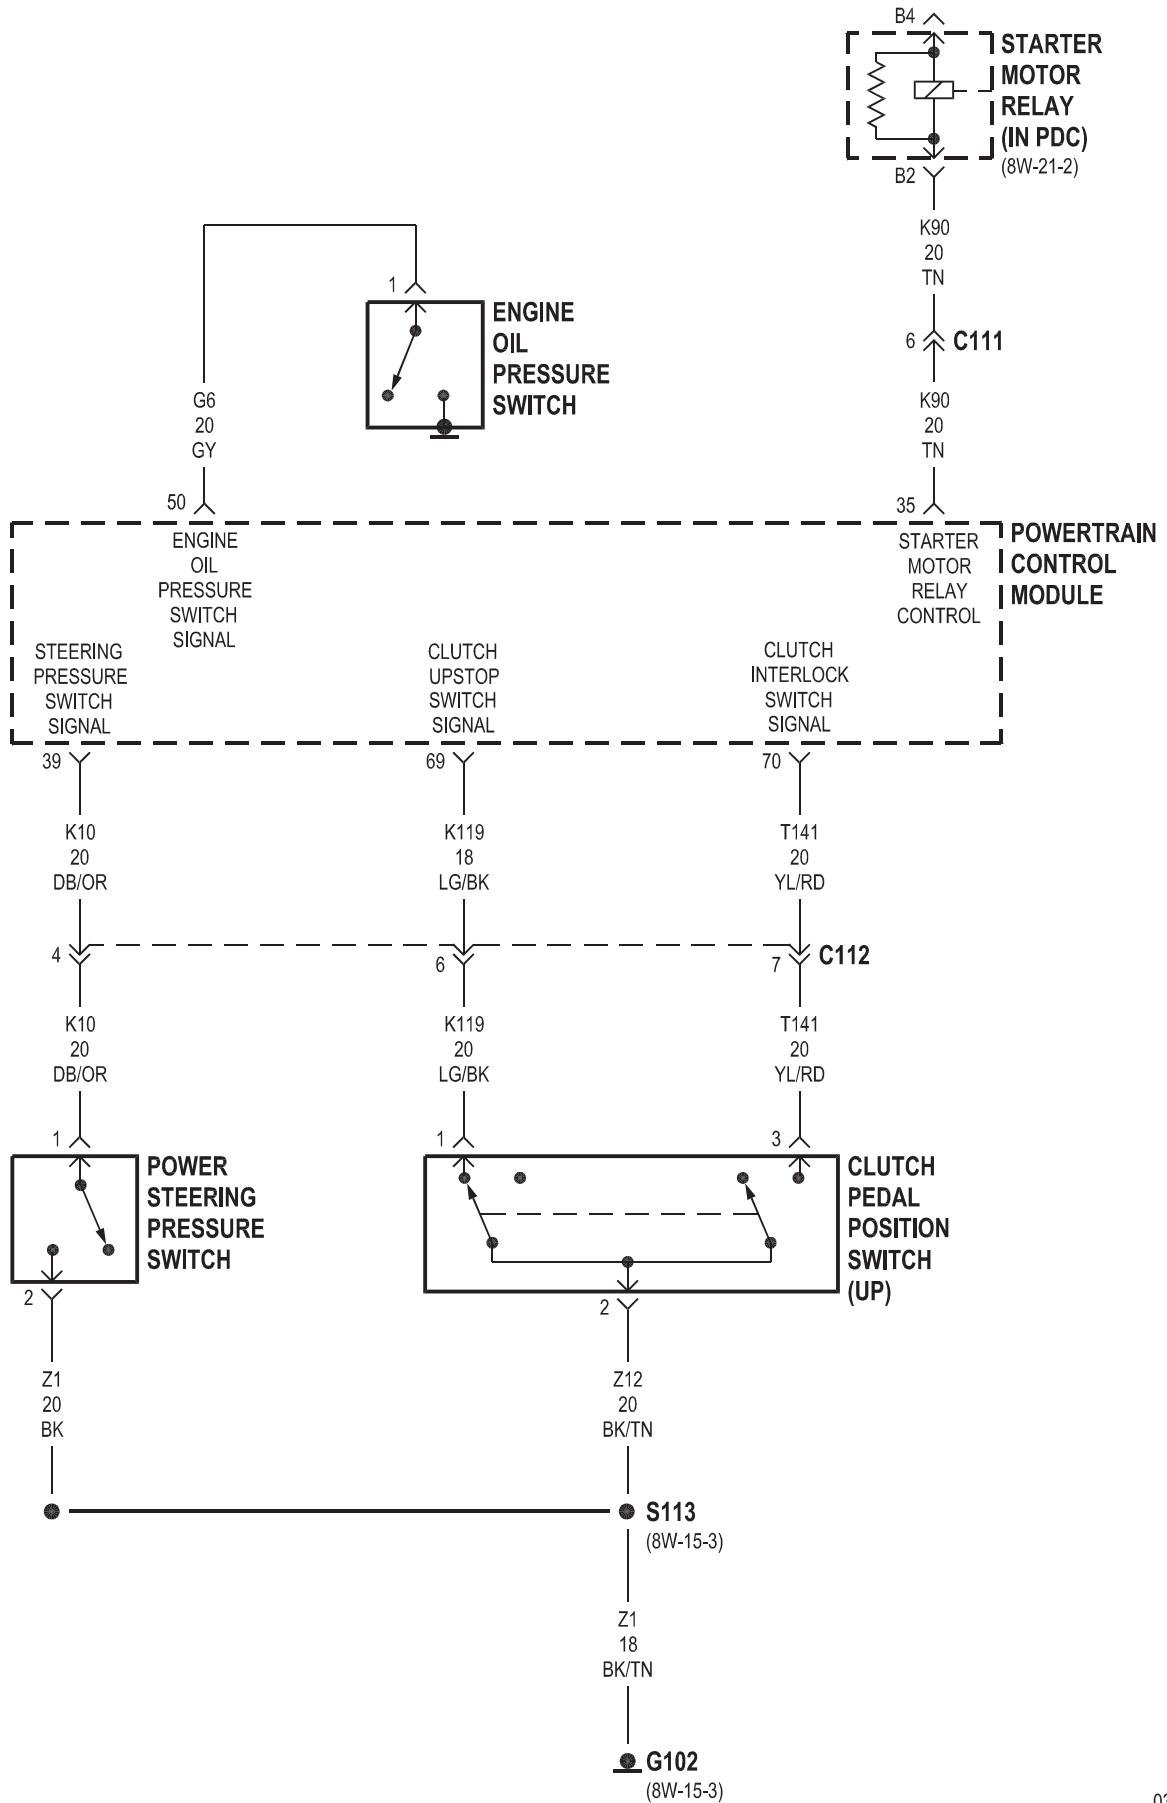 B4
STARTER
MOTOR
RELAY
(IN PDC)
(8W-21-2)
B2
K90
20
TN
1
ENGINE
OIL
PRESSURE
SWITCH
6
C111
G6
20
GY
K90
20
TN
50
35
ENGINE
OIL
PRESSURE
SWITCH
SIGNAL
STARTER
MOTOR
RELAY
CONTROL
POWERTRAIN
CONTROL
MODULE
STEERING
PRESSURE
SWITCH
SIGNAL
CLUTCH
UPSTOP
SWITCH
SIGNAL
CLUTCH
INTERLOCK
SWITCH
SIGNAL
39
69
70
K10
20
DB/OR
K119
18
LG/BK
T141
20
YL/RD
4
6
7
C112
K10
20
DB/OR
K119
20
LG/BK
T141
20
YL/RD
1
POWER
STEERING
PRESSURE
SWITCH
1
3
CLUTCH
PEDAL
POSITION
SWITCH
(UP)
2
2
Z1
20
BK
Z12
20
BK/TN
S113
(8W-15-3)
Z1
18
BK/TN
G102
(8W-15-3)